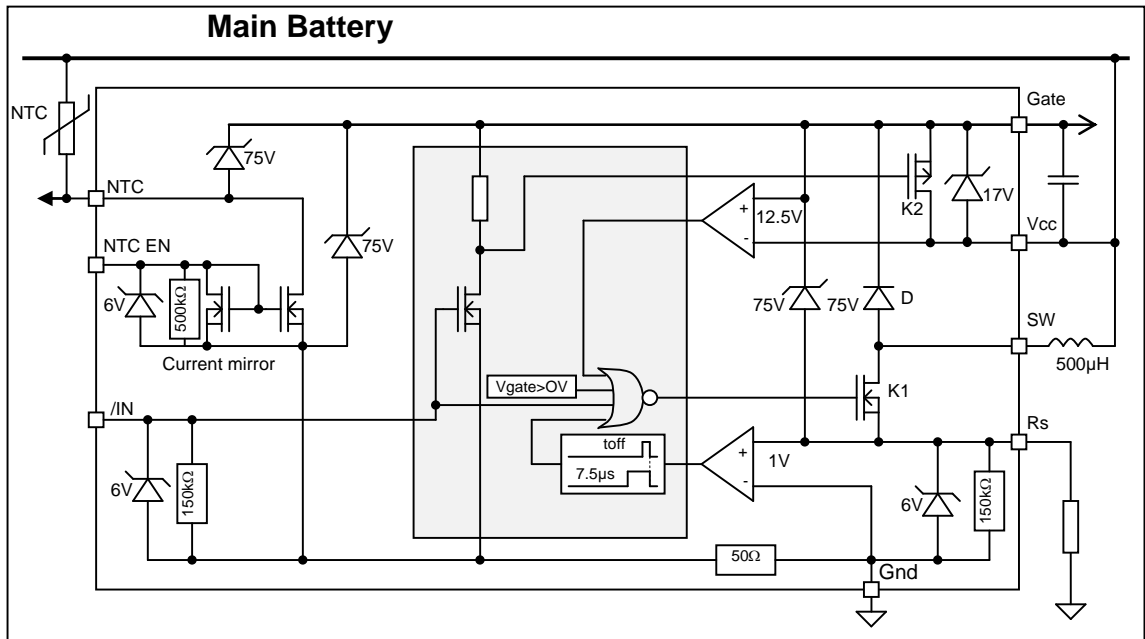 Main Battery
NTC
Gate
75V
NTC
75V
12.5V
+
-
K2
17V
Vcc
NTC EN
6V
500kΩ
Current mirror
75V
75V
D
SW
500µH
Vgate>OV
K1
/IN
Rs
toff
7.5µs
1V
+
-
6V
150kΩ
6V
150kΩ
50Ω
Gnd